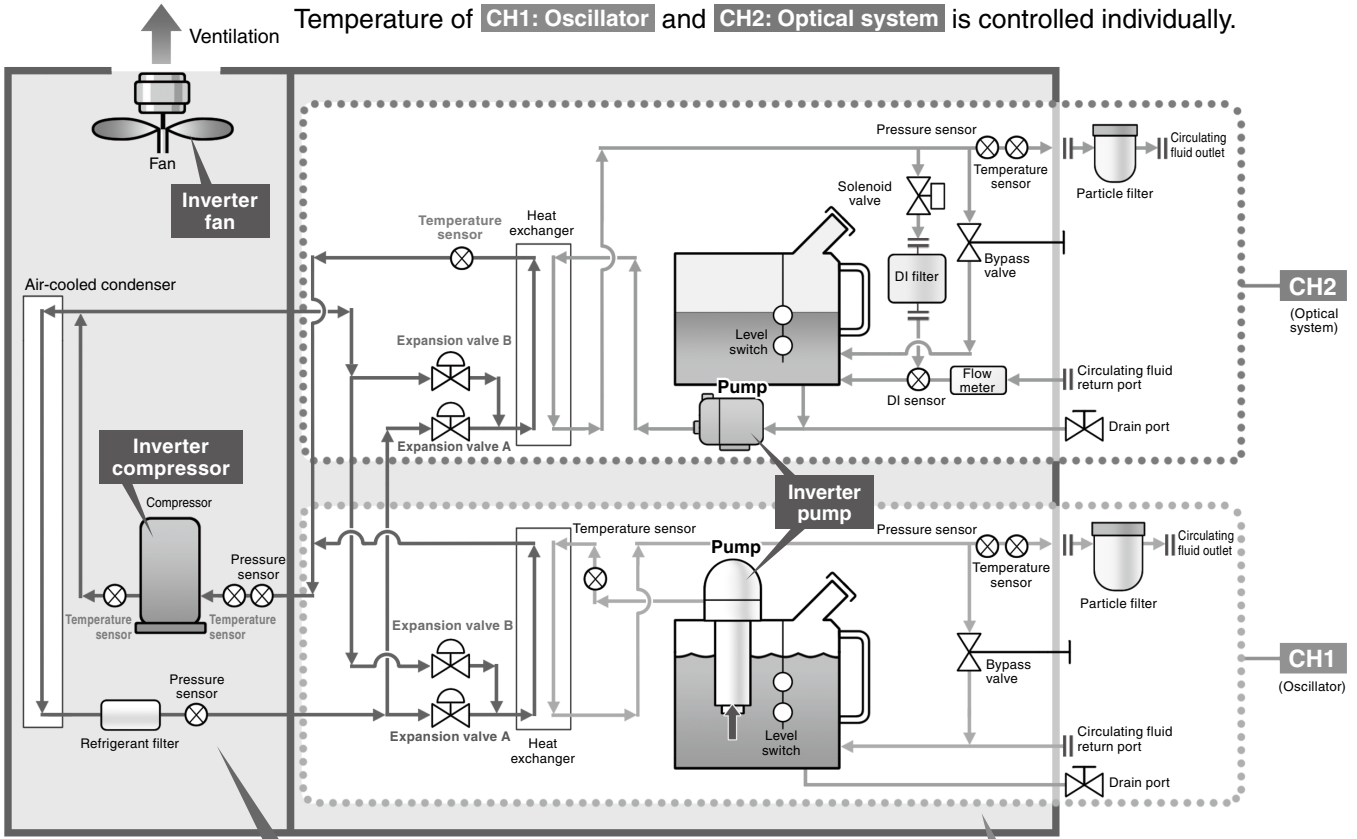 Temperature of CH1: Oscillator and CH2: Optical system is controlled individually.
Ventilation
Fan
Inverter
fan
Air-cooled condenser
Inverter
compressor
Compressor
Pressure
sensor
Temperature
sensor
Temperature
sensor
Pressure
sensor
Refrigerant filter
Temperature
sensor
Heat
exchanger
Expansion valve B
Expansion valve A
Pressure sensor
Temperature
sensor
Circulating
fluid outlet
Particle filter
Solenoid
valve
DI filter
Bypass
valve
Level
switch
DI sensor
Flow
meter
Circulating fluid
return port
Pump
Drain port
CH2
(Optical
system)
Inverter
pump
Temperature sensor
Pump
Pressure sensor
Temperature
sensor
Circulating
fluid outlet
Particle filter
Expansion valve B
Expansion valve A
Heat
exchanger
Level
switch
Bypass
valve
Circulating fluid
return port
Drain port
CH1
(Oscillator)